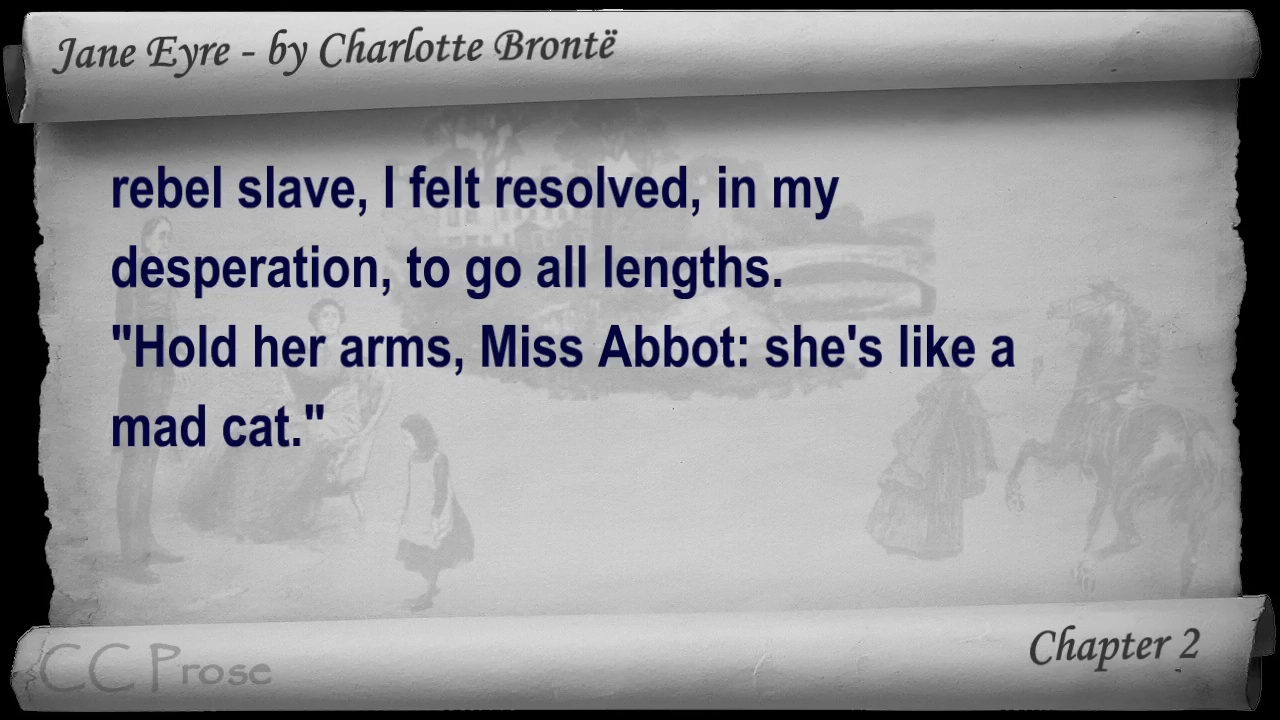 Jane Eyre - by Charlotte Brontë
rebel slave, I felt resolved, in my
desperation, to go all lengths.
"Hold her arms, Miss Abbot: she's like a
mad cat."
CC Prose
Chapter 2